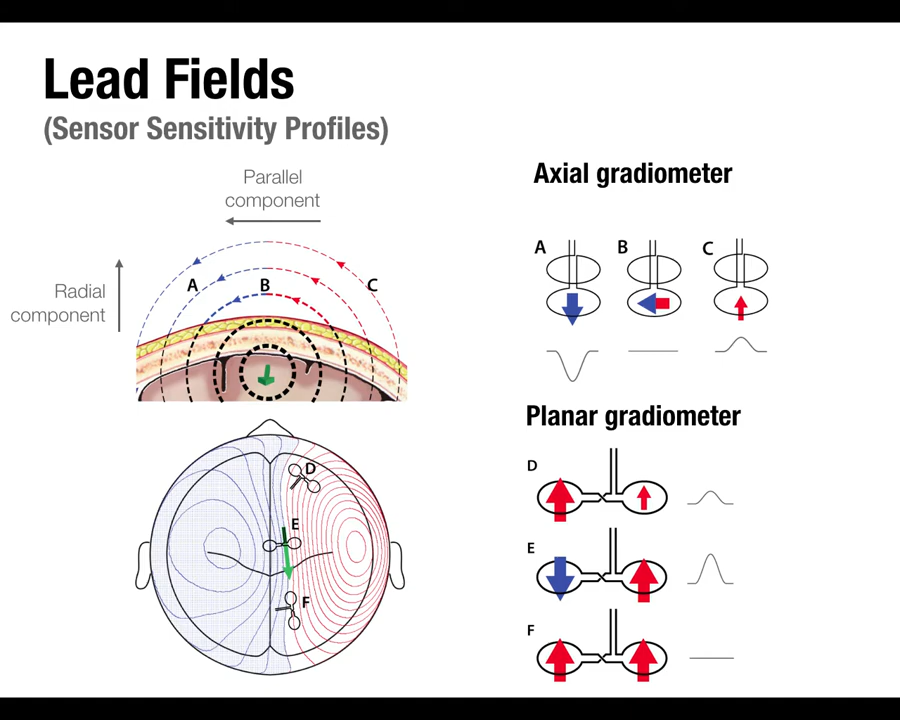 Lead Fields
(Sensor Sensitivity Profiles)
Parallel
component
Radial
component
A
B
C
D
E
F
Axial gradiometer
A
B
C
Planar gradiometer
D
E
F